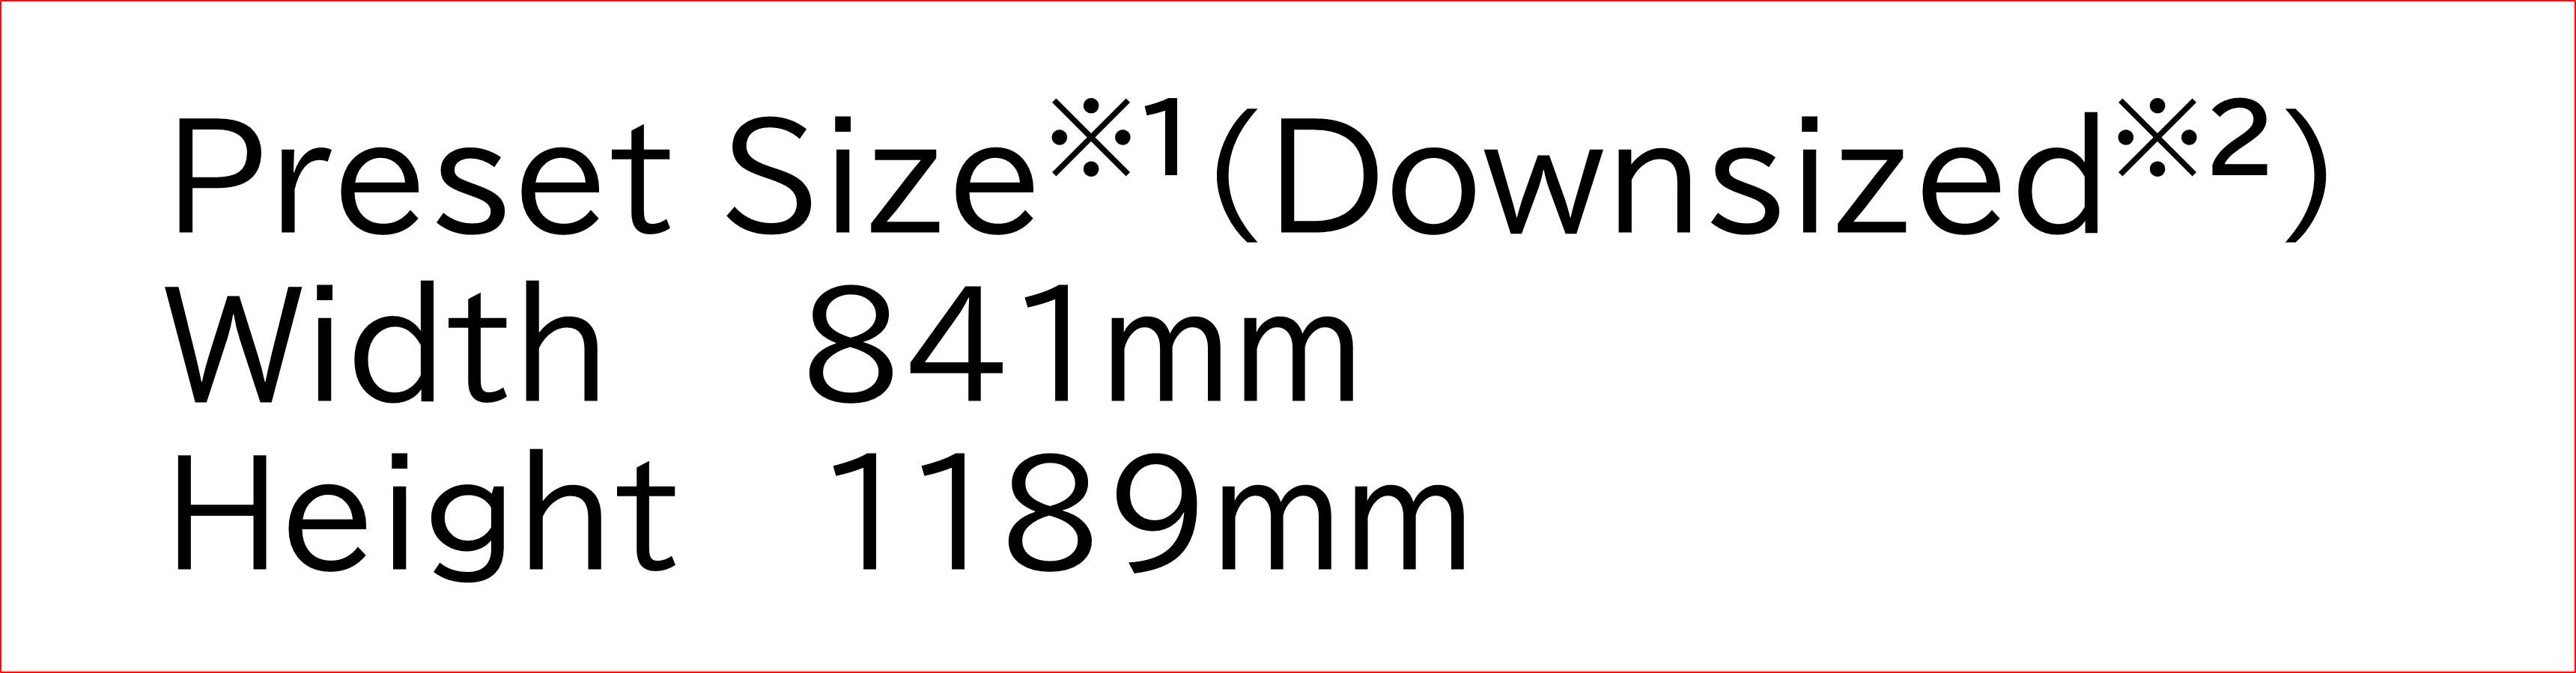 Preset Size※1(Downsized※2)
Width 841mm
Height 1189mm